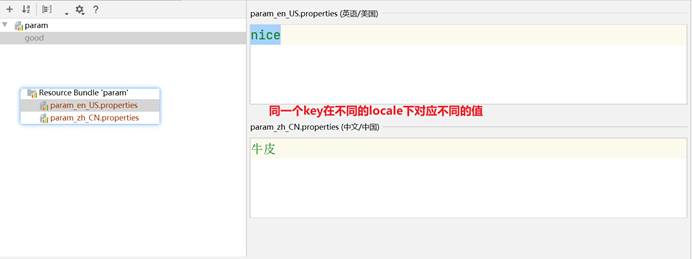 param
good
Resource Bundle 'param'
param_en_US.properties
param_zh_CN.properties
param_en_US.properties (英语/美国)
nice
同一个key在不同的locale下对应不同的值
param_zh_CN.properties (中文/中国)
牛皮